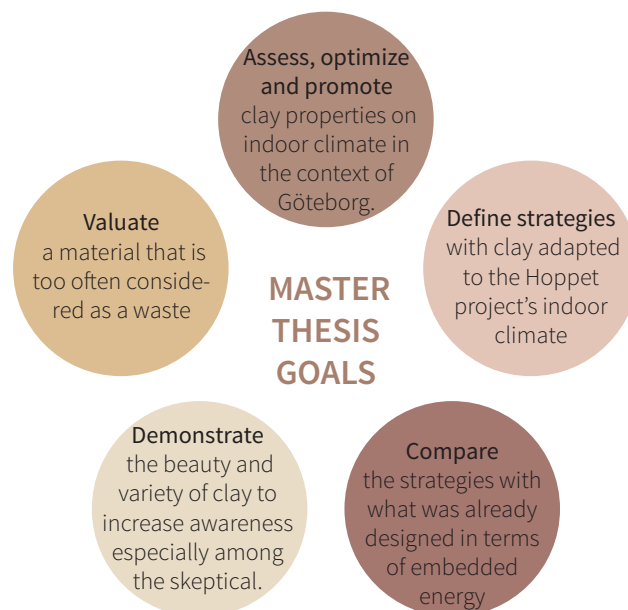 Assess, optimize
and promote
clay properties on
indoor climate in
the context of
Göteborg.
Valuate
a material that is
too often conside-
red as a waste
Define strategies
with clay adapted
to the Hoppet
project’s indoor
climate
MASTER
THESIS
GOALS
Demonstrate
the beauty and
variety of clay to
increase awareness
especially among
the skeptical.
Compare
the strategies with
what was already
designed in terms
of embedded
energy